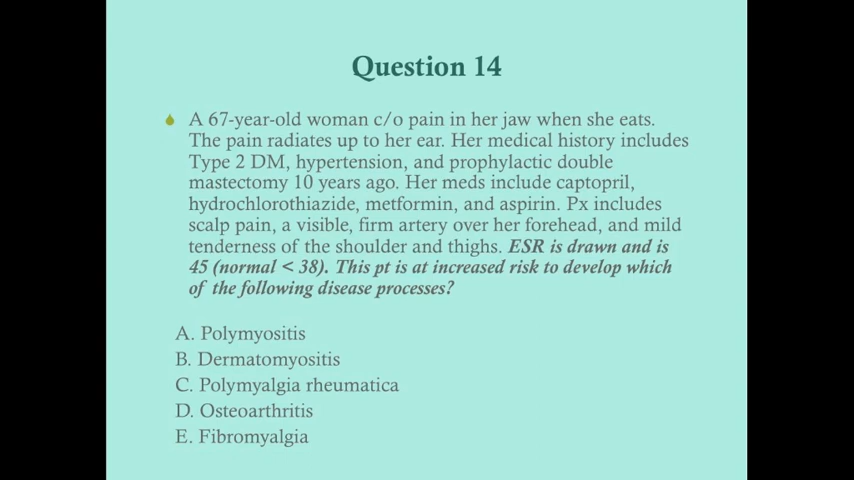 Question 14
A 67-year-old woman c/o pain in her jaw when she eats.
The pain radiates up to her ear. Her medical history includes
Type 2 DM, hypertension, and prophylactic double
mastectomy 10 years ago. Her meds include captopril,
hydrochlorothiazide, metformin, and aspirin. Px includes
scalp pain, a visible, firm artery over her forehead, and mild
tenderness of the shoulder and thighs. ESR is drawn and is
45 (normal < 38). This pt is at increased risk to develop which
of the following disease processes?
A. Polymyositis
B. Dermatomyositis
C. Polymyalgia rheumatica
D. Osteoarthritis
E. Fibromyalgia